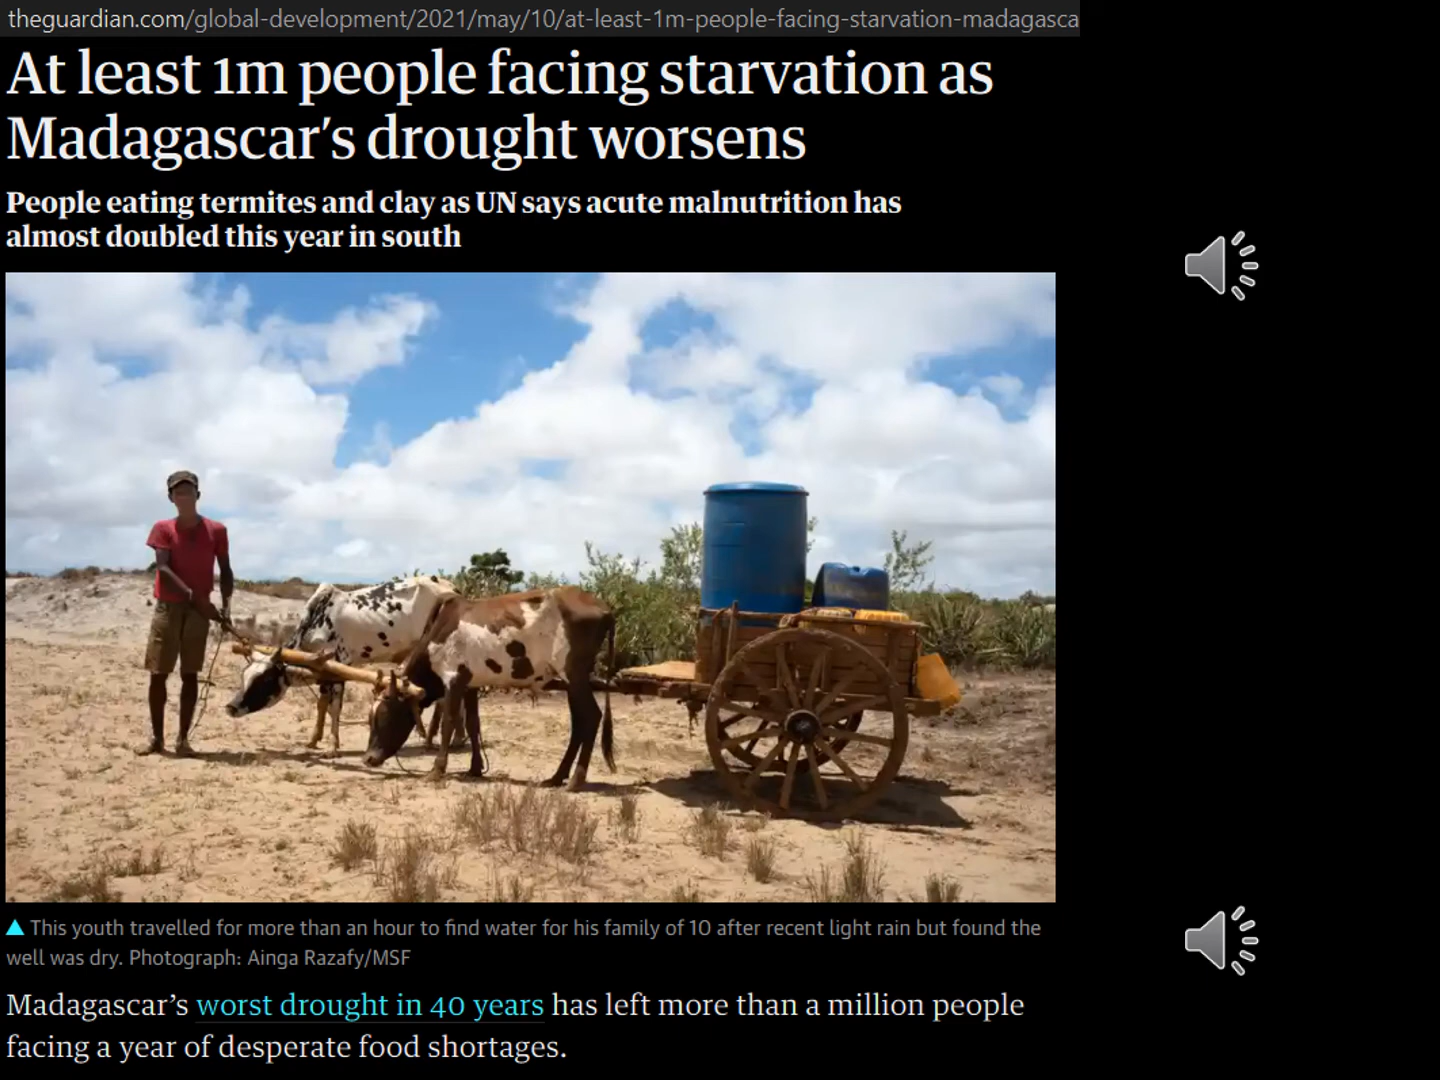 theguardian.com/global-development/2021/may/10/at-least-1m-people-facing-starvation-madagasca
At least 1m people facing starvation as
Madagascar’s drought worsens
People eating termites and clay as UN says acute malnutrition has
almost doubled this year in south
▲ This youth travelled for more than an hour to find water for his family of 10 after recent light rain but found the
well was dry. Photograph: Ainga Razafy/MSF
Madagascar’s worst drought in 40 years has left more than a million people
facing a year of desperate food shortages.